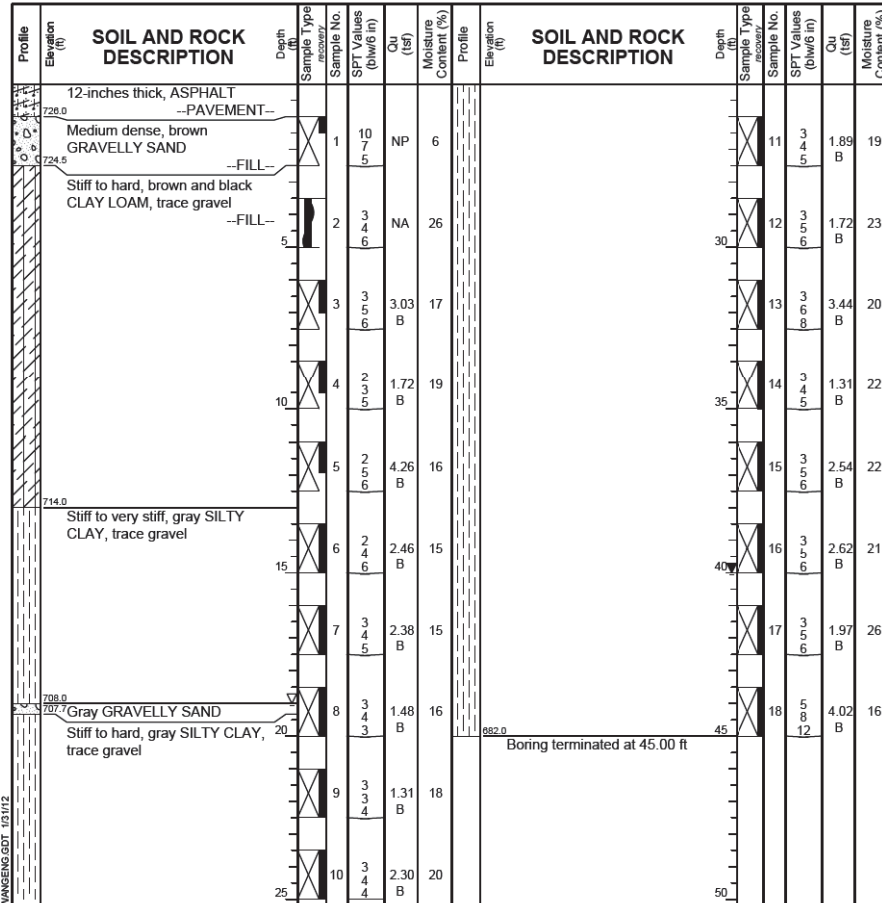 Profile
Elevation
(ft)
SOIL AND ROCK
DESCRIPTION
Depth
(ft)
Sample Type
recovery
Sample No.
SPT Values
(blw/6 in)
Qu
(tsf)
Moisture
Content (%)
12-inches thick, ASPHALT
726.0 --PAVEMENT--
Medium dense, brown
GRAVELLY SAND
724.5 --FILL--
1 10 7 5 NP 6
Stiff to hard, brown and black
CLAY LOAM, trace gravel
--FILL--
5
2 3 4 6 NA 26
3 3 5 6 3.03 B 17
10
4 2 3 5 1.72 B 19
5 2 5 6 4.26 B 16
714.0
Stiff to very stiff, gray SILTY
CLAY, trace gravel
15
6 2 4 6 2.46 B 15
7 3 4 5 2.38 B 15
708.0
707.7 Gray GRAVELLY SAND
20
8 3 4 3 1.48 B 16
Stiff to hard, gray SILTY CLAY,
trace gravel
9 3 3 4 1.31 B 18
25
10 3 4 4 2.30 B 20
Profile
Elevation
(ft)
SOIL AND ROCK
DESCRIPTION
Depth
(ft)
Sample Type
recovery
Sample No.
SPT Values
(blw/6 in)
Qu
(tsf)
Moisture
Content (%)
11 3 4 5 1.89 B 19
30
12 3 5 6 1.72 B 23
13 3 6 8 3.44 B 20
35
14 3 4 5 1.31 B 22
15 3 5 6 2.54 B 22
40
16 3 5 6 2.62 B 21
17 3 5 6 1.97 B 26
45
18 5 8 12 4.02 B 16
682.0
Boring terminated at 45.00 ft
50
WANGENG.GDT 1/31/12